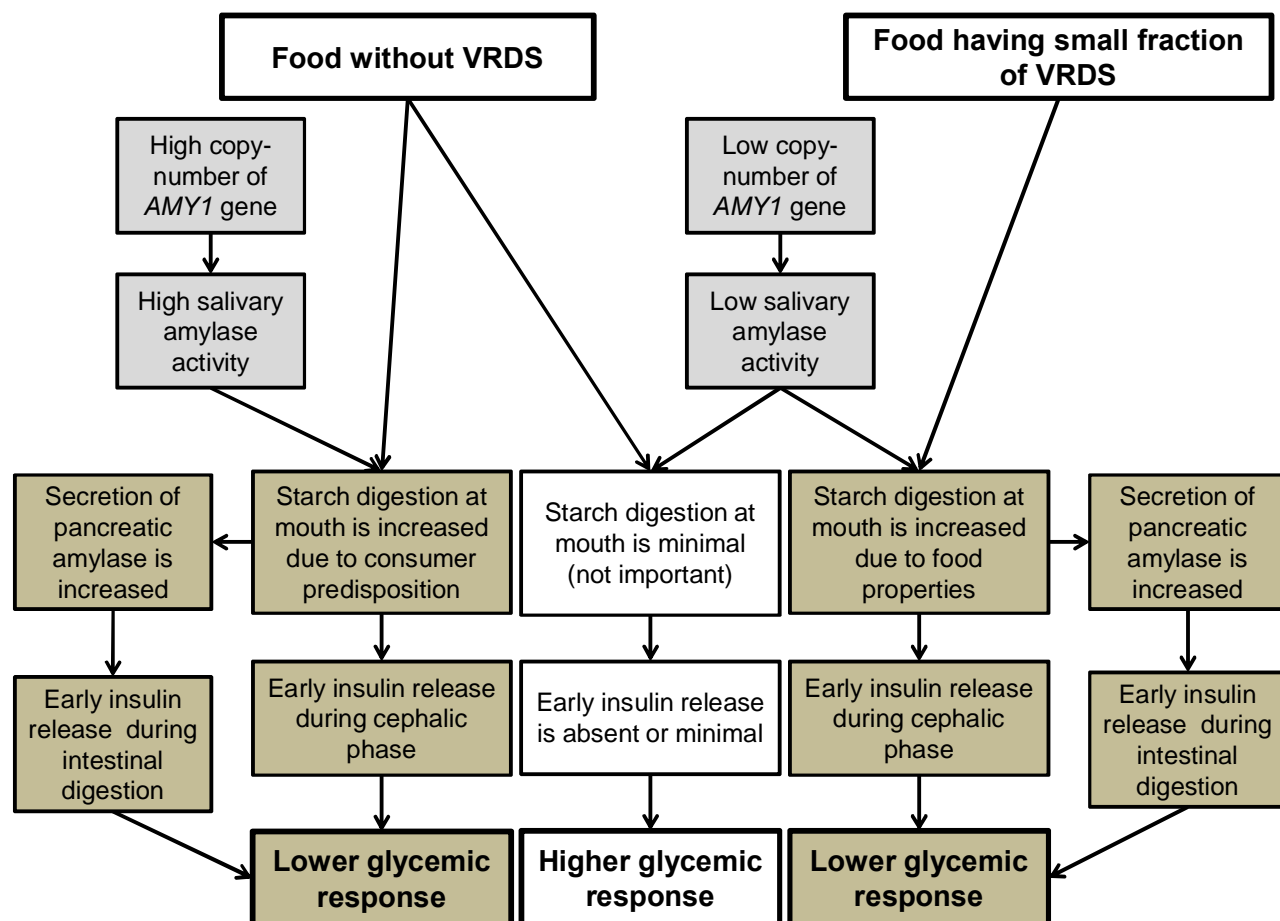 Food without VRDS
Food having small fraction
of VRDS
High copy-
number of
AMY1 gene
Low copy-
number of
AMY1 gene
High salivary
amylase
activity
Low salivary
amylase
activity
Secretion of
pancreatic
amylase is
increased
Starch digestion at
mouth is increased
due to consumer
predisposition
Starch digestion at
mouth is minimal
(not important)
Starch digestion at
mouth is increased
due to food
properties
Secretion of
pancreatic
amylase is
increased
Early insulin
release during
intestinal
digestion
Early insulin release
during cephalic
phase
Early insulin release
is absent or minimal
Early insulin release
during cephalic
phase
Early insulin
release during
intestinal
digestion
Lower glycemic
response
Higher glycemic
response
Lower glycemic
response